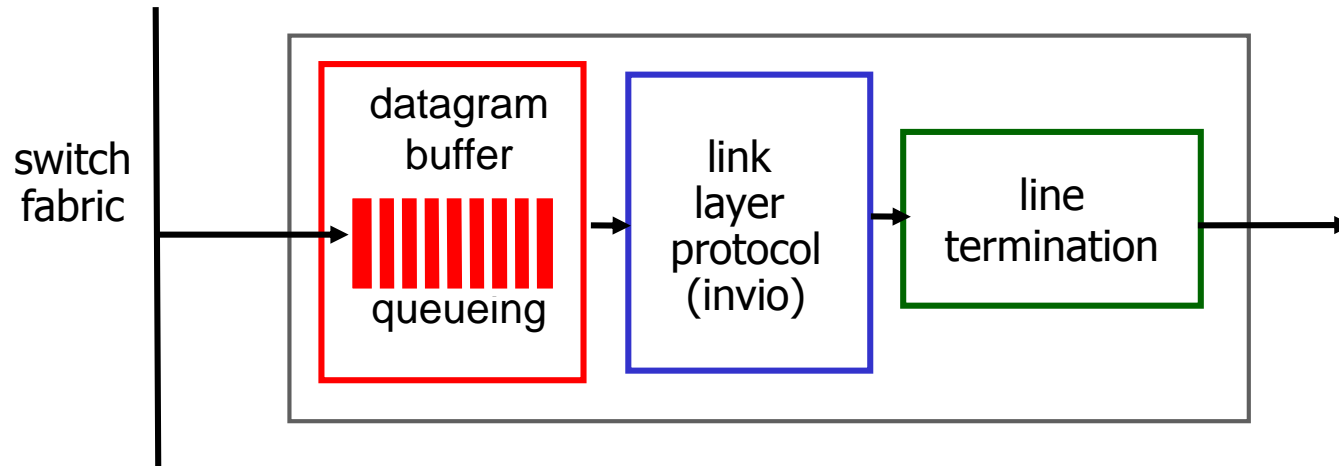 switch
fabric
datagram
buffer
queueing
link
layer
protocol
(invio)
line
termination